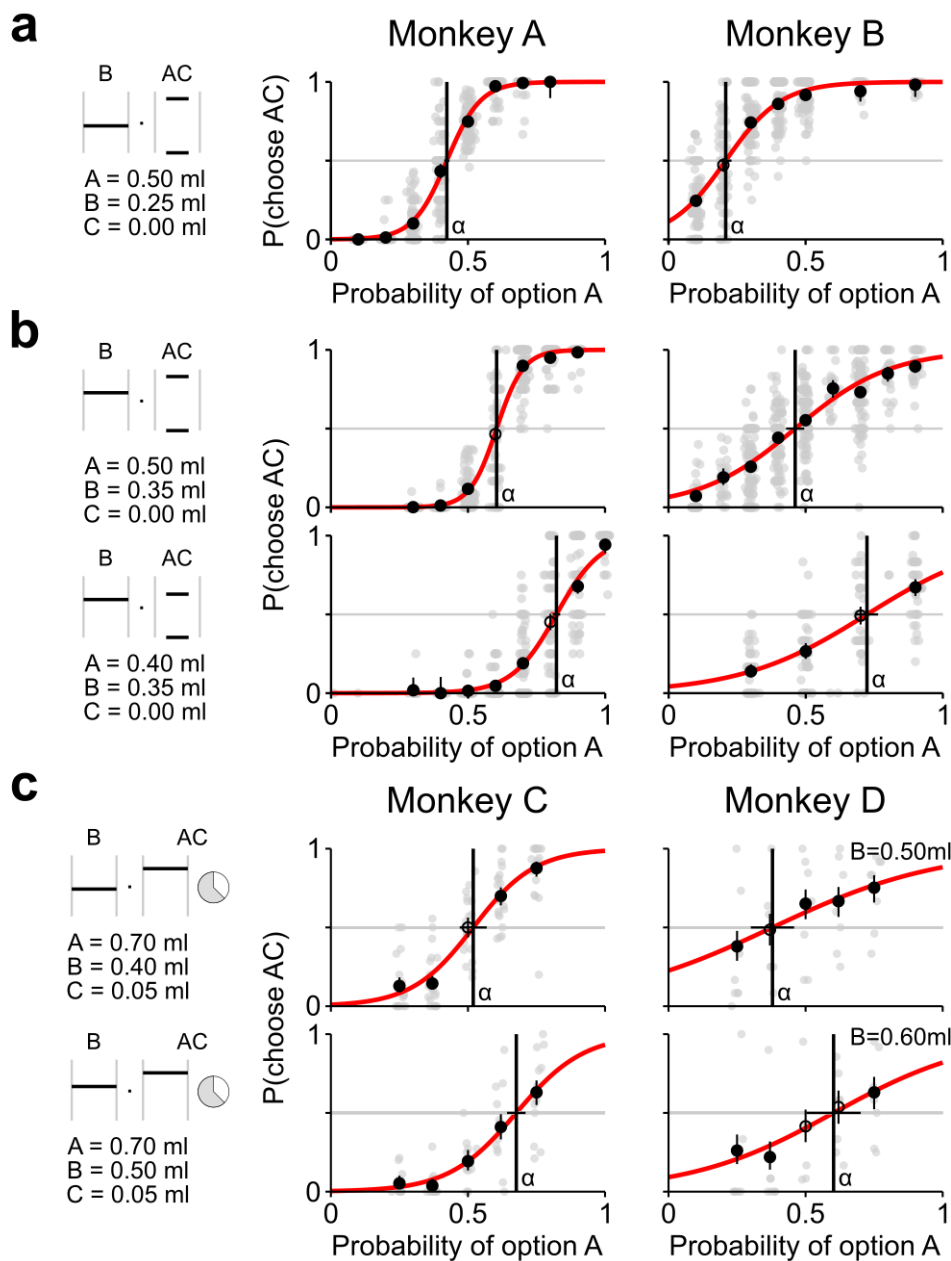 a
Monkey A
Monkey B
B
AC
A = 0.50 ml
B = 0.25 ml
C = 0.00 ml
P(choose AC)
1
0
α
0
0.5
1
Probability of option A
α
0
0.5
1
Probability of option A
b
B
AC
A = 0.50 ml
B = 0.35 ml
C = 0.00 ml
B
AC
A = 0.40 ml
B = 0.35 ml
C = 0.00 ml
P(choose AC)
1
0
α
α
1
0
α
0
0.5
1
Probability of option A
α
0
0.5
1
Probability of option A
c
Monkey C
Monkey D
B
AC
A = 0.70 ml
B = 0.40 ml
C = 0.05 ml
B
AC
A = 0.70 ml
B = 0.50 ml
C = 0.05 ml
P(choose AC)
1
0
α
B=0.50ml
α
1
0
α
0
0.5
1
Probability of option A
B=0.60ml
α
0
0.5
1
Probability of option A